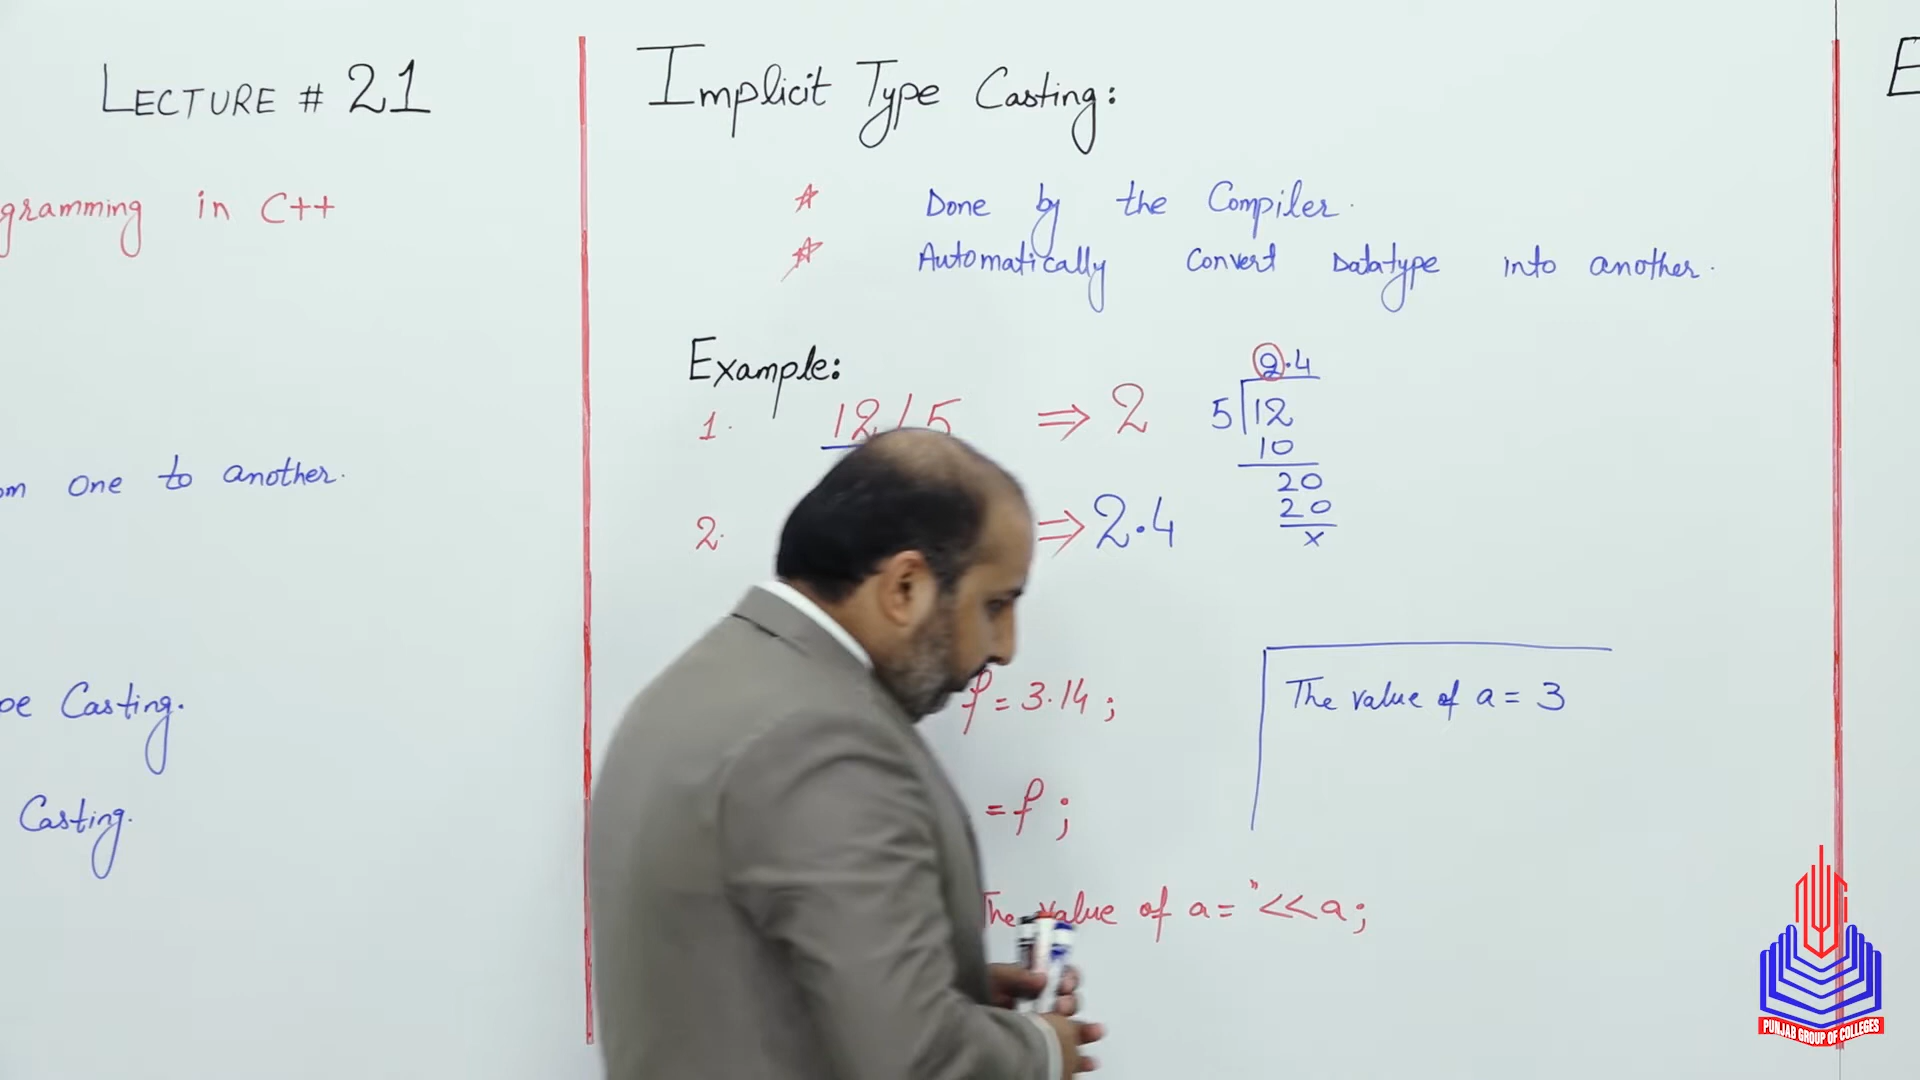 LECTURE # 21
gramming in C++
om one to another.
pe Casting.
Casting.
Implicit Type Casting:
Done by the Compiler.
Automatically Convert Datatype into another.
Example:
1. 12/5 ⇒ 2
2. ⇒ 2.4
2.4
5 12
10
20
20
x
f = 3.14 ;
= f ;
The value of a = " << a ;
The value of a = 3
E
PUNJAB GROUP OF COLLEGES